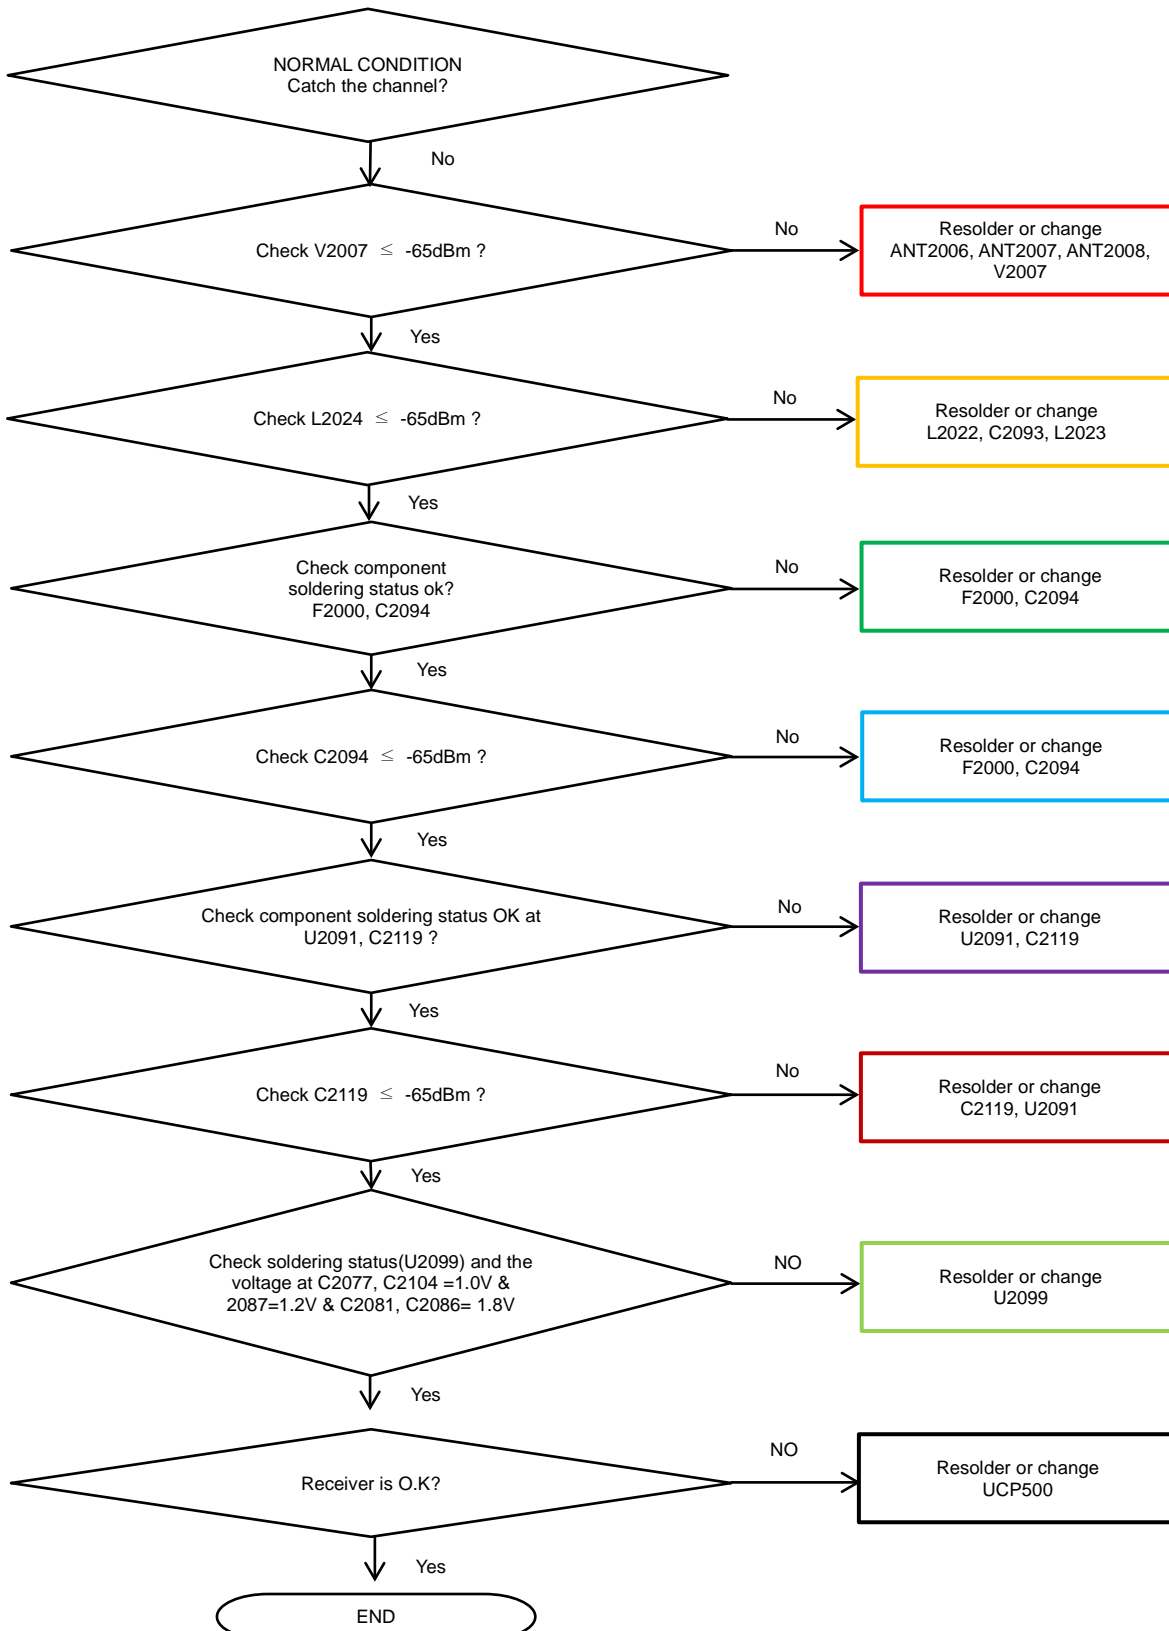 NORMAL CONDITION
Catch the channel?
No
Check V2007 ≤ -65dBm ?
No
Resolder or change
ANT2006, ANT2007, ANT2008,
V2007
Yes
Check L2024 ≤ -65dBm ?
No
Resolder or change
L2022, C2093, L2023
Yes
Check component
soldering status ok?
F2000, C2094
No
Resolder or change
F2000, C2094
Yes
Check C2094 ≤ -65dBm ?
No
Resolder or change
F2000, C2094
Yes
Check component soldering status OK at
U2091, C2119 ?
No
Resolder or change
U2091, C2119
Yes
Check C2119 ≤ -65dBm ?
No
Resolder or change
C2119, U2091
Yes
Check soldering status(U2099) and the
voltage at C2077, C2104 =1.0V &
2087=1.2V & C2081, C2086= 1.8V
NO
Resolder or change
U2099
Yes
Receiver is O.K?
NO
Resolder or change
UCP500
Yes
END